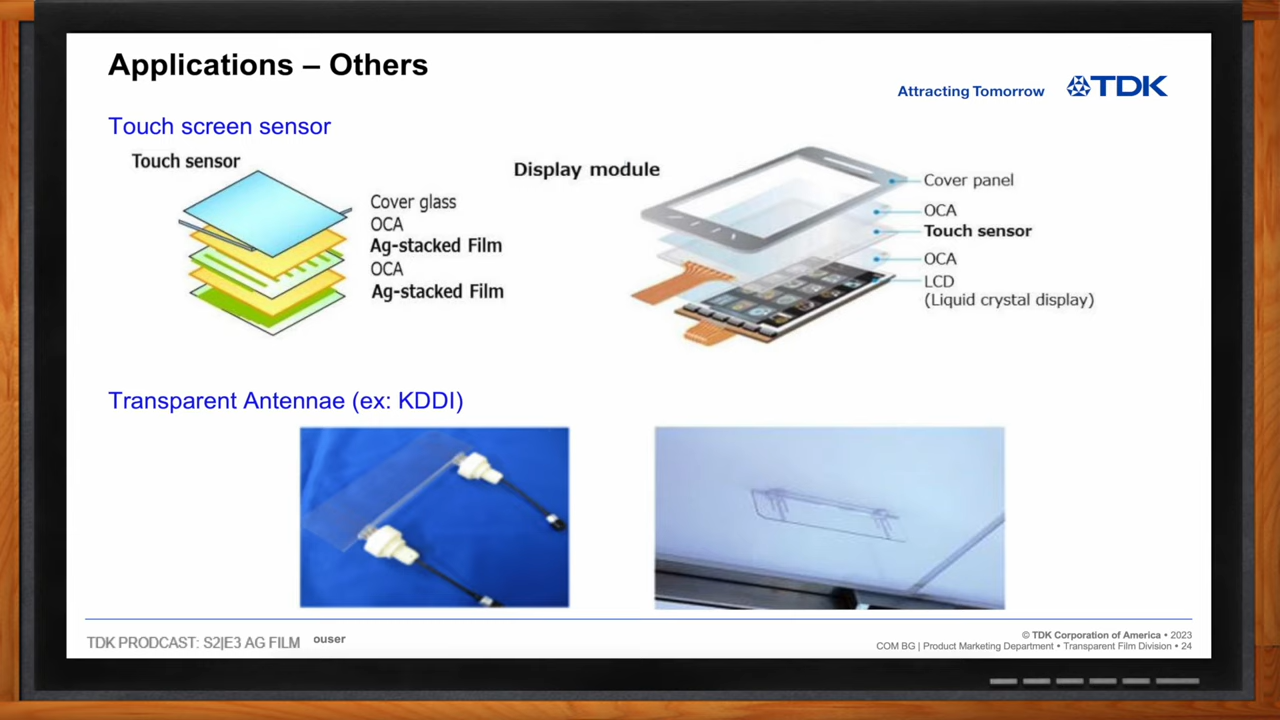 Applications – Others
Attracting Tomorrow
TDK
Touch screen sensor
Touch sensor
Cover glass
OCA
Ag-stacked Film
OCA
Ag-stacked Film
Display module
Cover panel
OCA
Touch sensor
OCA
LCD
(Liquid crystal display)
Transparent Antennae (ex: KDDI)
TDK PRODCAST: S2|E3 AG FILM
ouser
© TDK Corporation of America • 2023
COM BG | Product Marketing Department • Transparent Film Division • 24